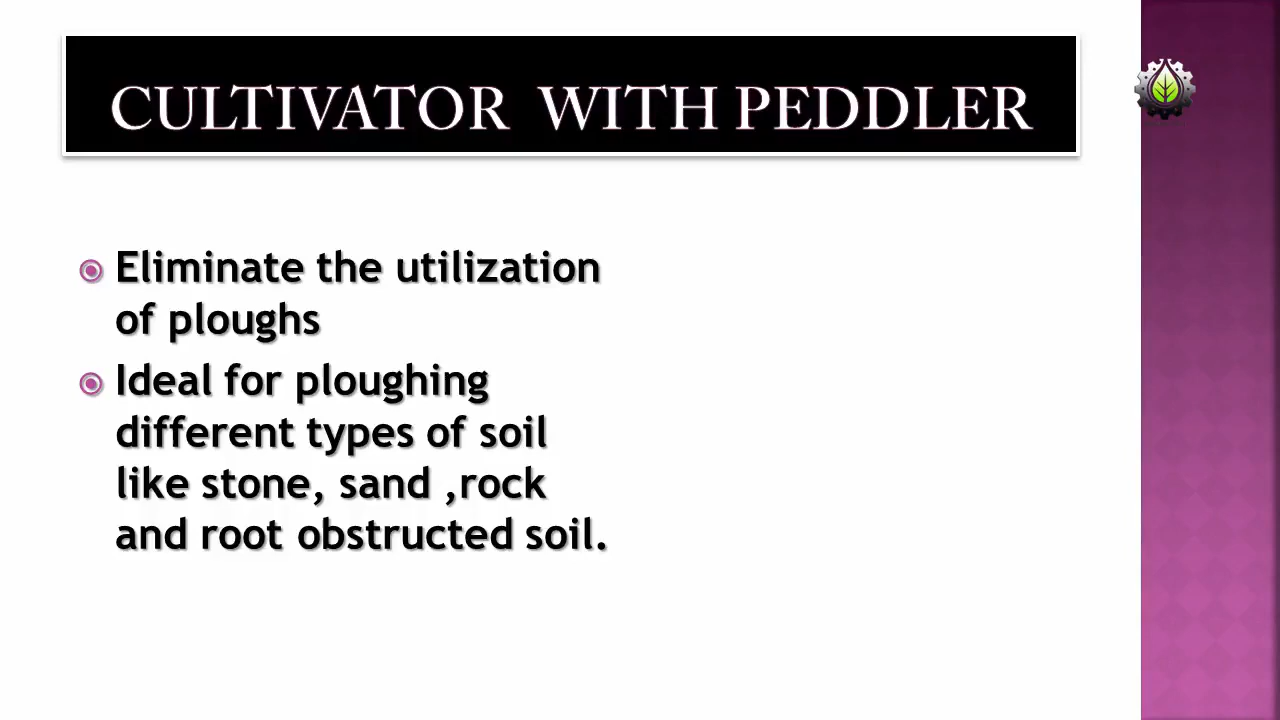 CULTIVATOR WITH PEDDLER
Eliminate the utilization
of ploughs
Ideal for ploughing
different types of soil
like stone, sand ,rock
and root obstructed soil.